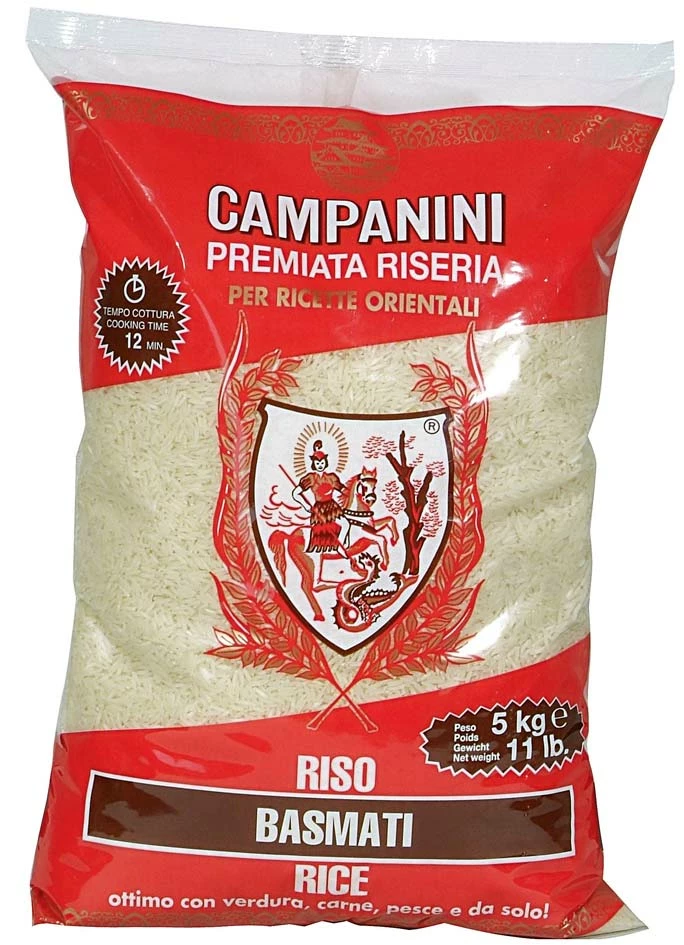 CAMPANINI
PREMIATA RISERIA
PER RICETTE ORIENTALI
TEMPO COTTURA
COOKING TIME
12 MIN.
®
Peso
Poids
Gewicht
Net weight
5 kg ℮
11 lb.
RISO
BASMATI
RICE
ottimo con verdura, carne, pesce e da solo!